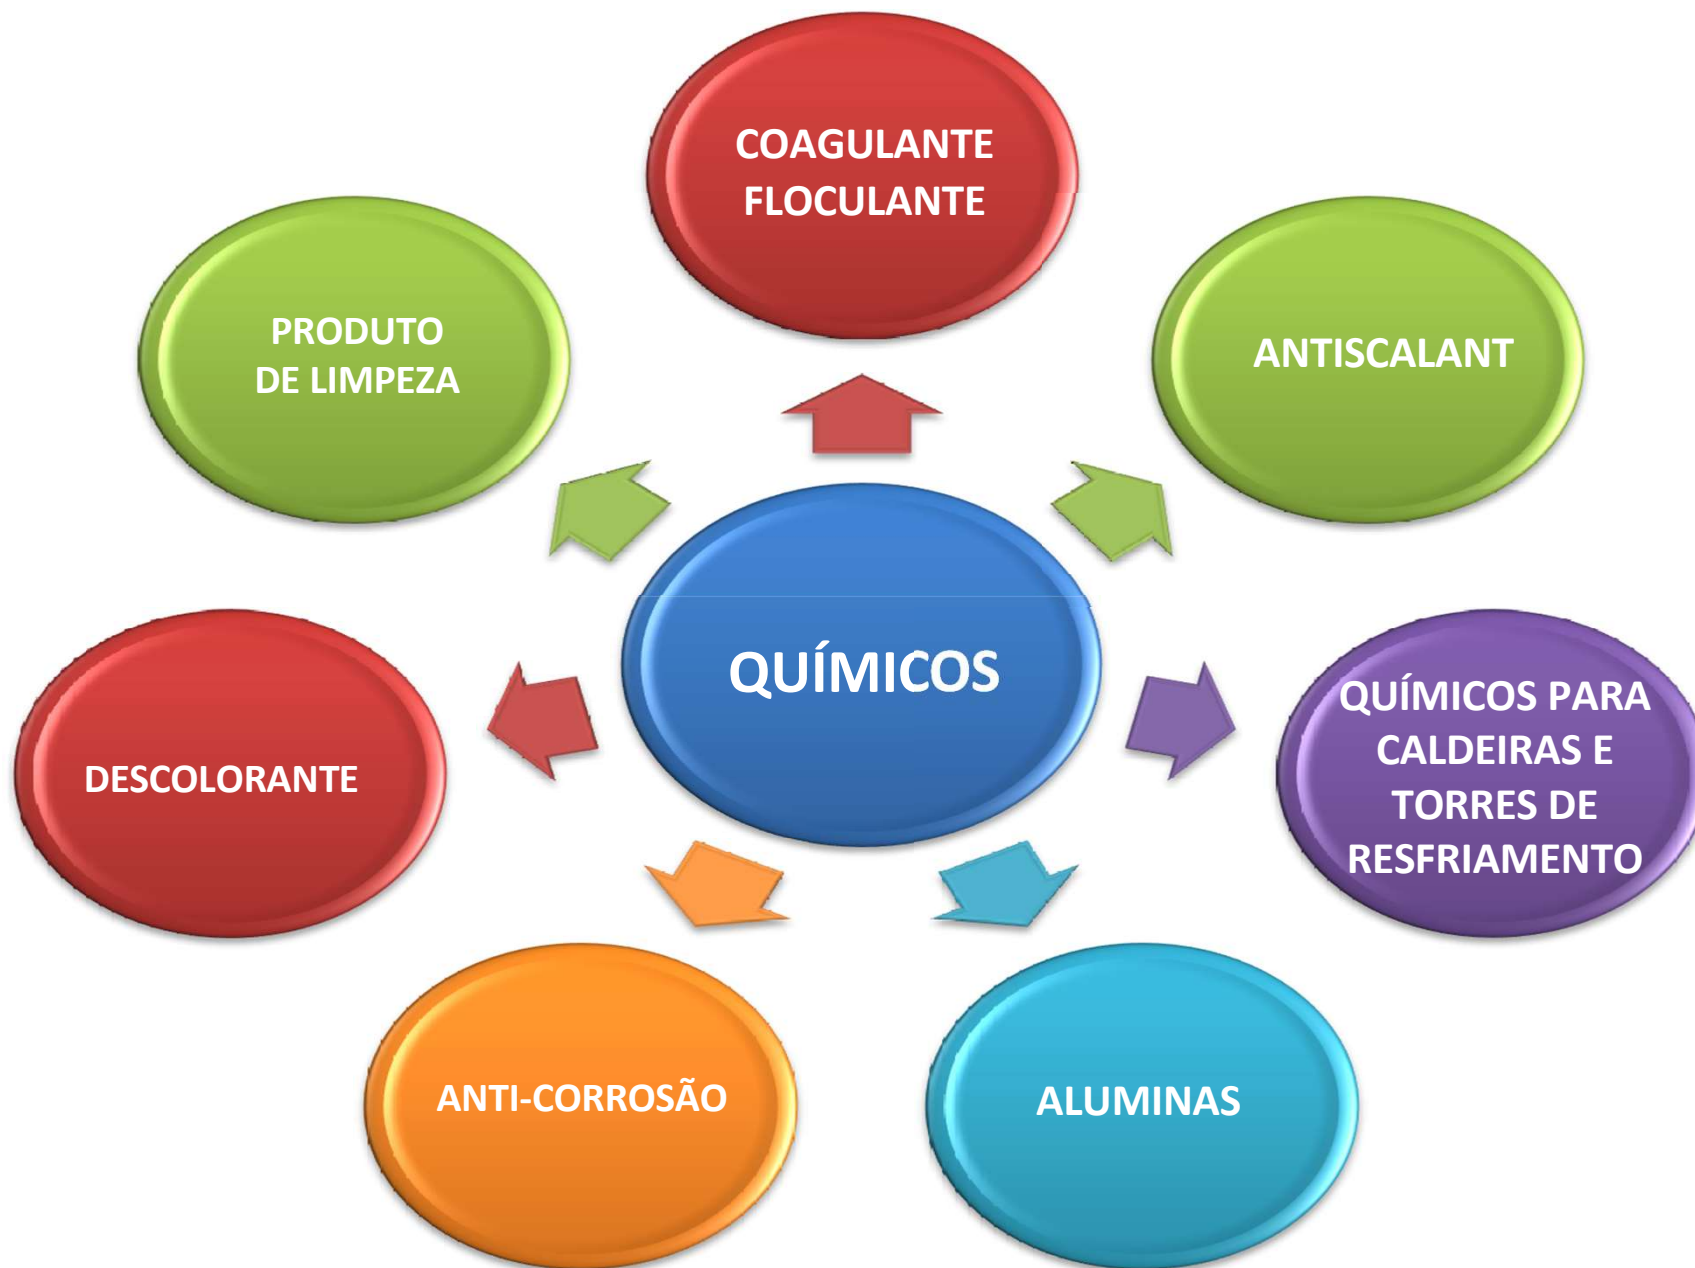 COAGULANTE
FLOCULANTE
PRODUTO
DE LIMPEZA
ANTISCALANT
QUÍMICOS
QUÍMICOS PARA
CALDEIRAS E
TORRES DE
RESFRIAMENTO
DESCOLORANTE
ANTI-CORROSÃO
ALUMINAS